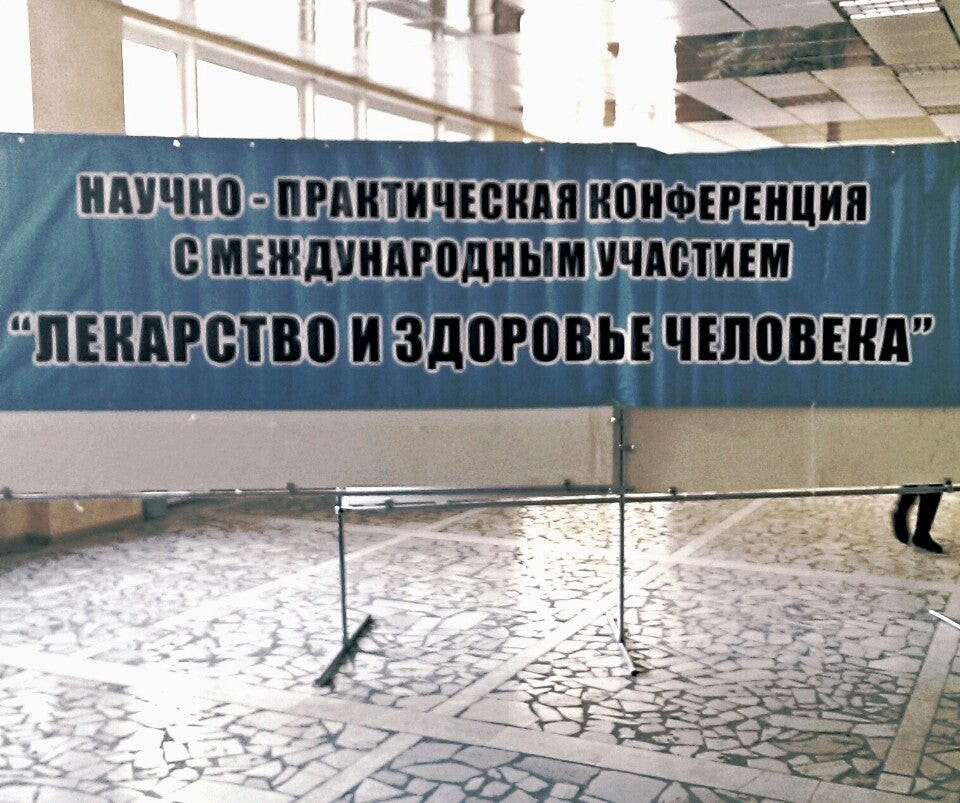 НАУЧНО - ПРАКТИЧЕСКАЯ КОНФЕРЕНЦИЯ
С МЕЖДУНАРОДНЫМ УЧАСТИЕМ
“ЛЕКАРСТВО И ЗДОРОВЬЕ ЧЕЛОВЕКА”